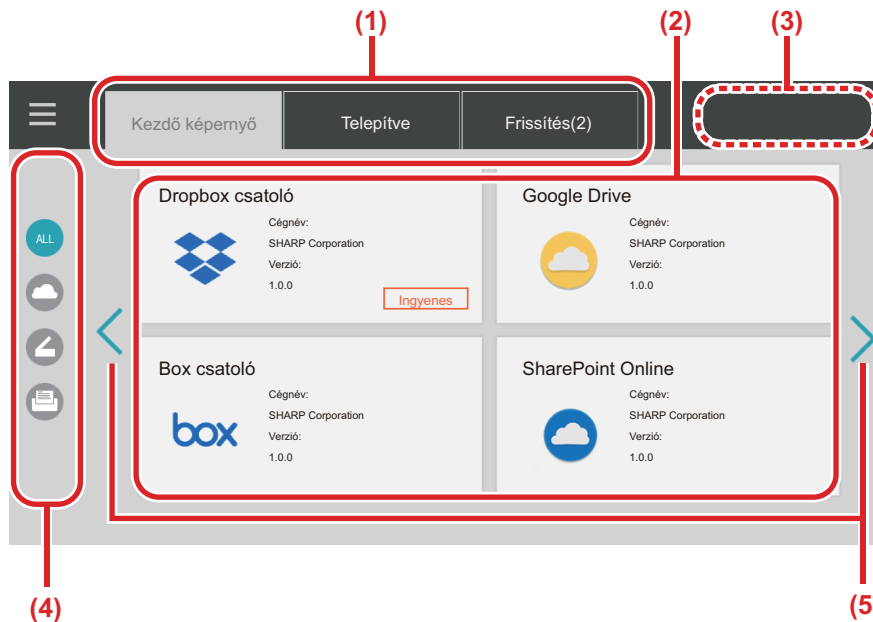 (1)
(2)
(3)
Kezdő képernyő
Telepítve
Frissítés(2)
ALL
Dropbox csatoló
Cégnév:
SHARP Corporation
Verzió:
1.0.0
Ingyenes
Google Drive
Cégnév:
SHARP Corporation
Verzió:
1.0.0
Box csatoló
box
Cégnév:
SHARP Corporation
Verzió:
1.0.0
SharePoint Online
Cégnév:
SHARP Corporation
Verzió:
1.0.0
(4)
(5